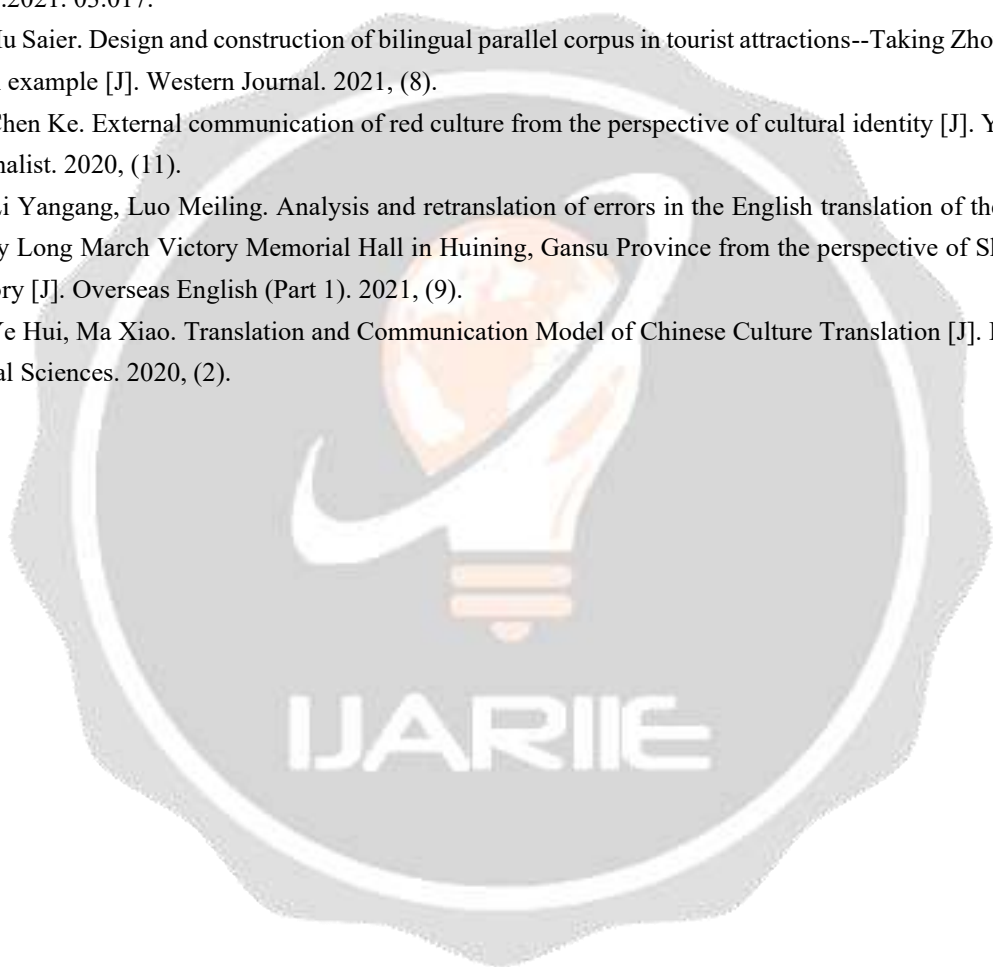 .2021. 03.017.
u Saier. Design and construction of bilingual parallel corpus in tourist attractions--Taking Zho
example [J]. Western Journal. 2021, (8).
hen Ke. External communication of red culture from the perspective of cultural identity [J]. Y
nalist. 2020, (11).
i Yangang, Luo Meiling. Analysis and retranslation of errors in the English translation of the
y Long March Victory Memorial Hall in Huining, Gansu Province from the perspective of S
ry [J]. Overseas English (Part 1). 2021, (9).
e Hui, Ma Xiao. Translation and Communication Model of Chinese Culture Translation [J].
al Sciences. 2020, (2).
IJARIIE